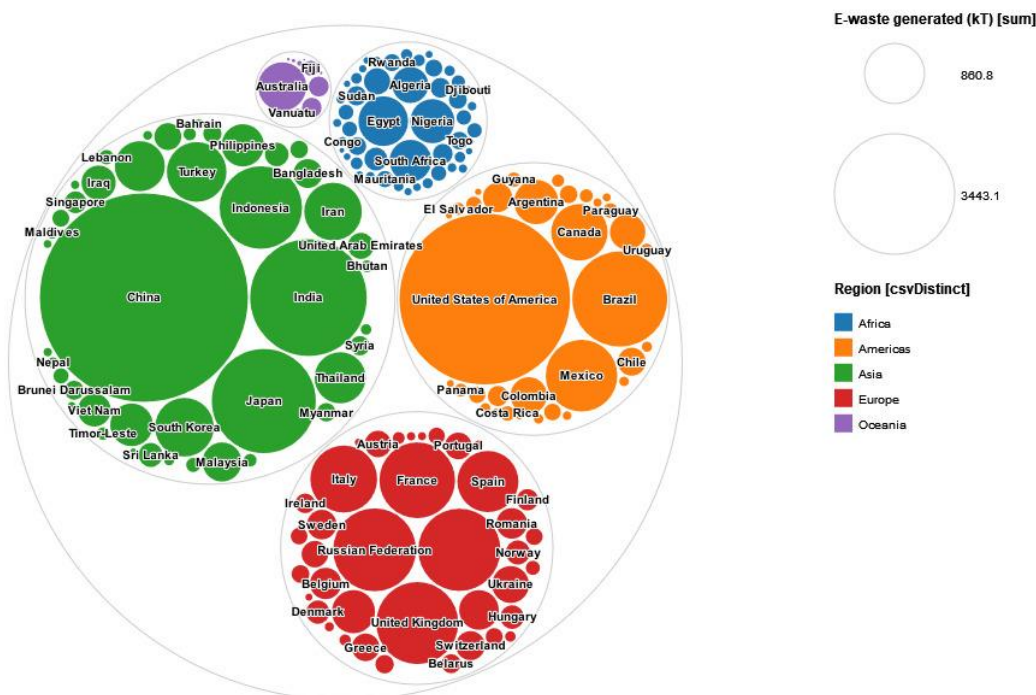 E-waste generated (kT) [sum]
860.8
3443.1
Region [csvDistinct]
Africa
Americas
Asia
Europe
Oceania
Fiji
Australia
Vanuatu
Rwanda
Algeria
Sudan
Djibouti
Egypt
Nigeria
Congo
Togo
South Africa
Mauritania
Bahrain
Philippines
Lebanon
Turkey
Bangladesh
Iraq
Singapore
Indonesia
Iran
Maldives
United Arab Emirates
Bhutan
China
India
Syria
Nepal
Thailand
Brunei Darussalam
Japan
Myanmar
Viet Nam
South Korea
Timor-Leste
Sri Lanka
Malaysia
Guyana
Argentina
El Salvador
Paraguay
Canada
Uruguay
United States of America
Brazil
Chile
Mexico
Panama
Colombia
Costa Rica
Austria
Portugal
Italy
France
Spain
Ireland
Finland
Sweden
Romania
Russian Federation
Norway
Belgium
Ukraine
Denmark
United Kingdom
Hungary
Greece
Switzerland
Belarus